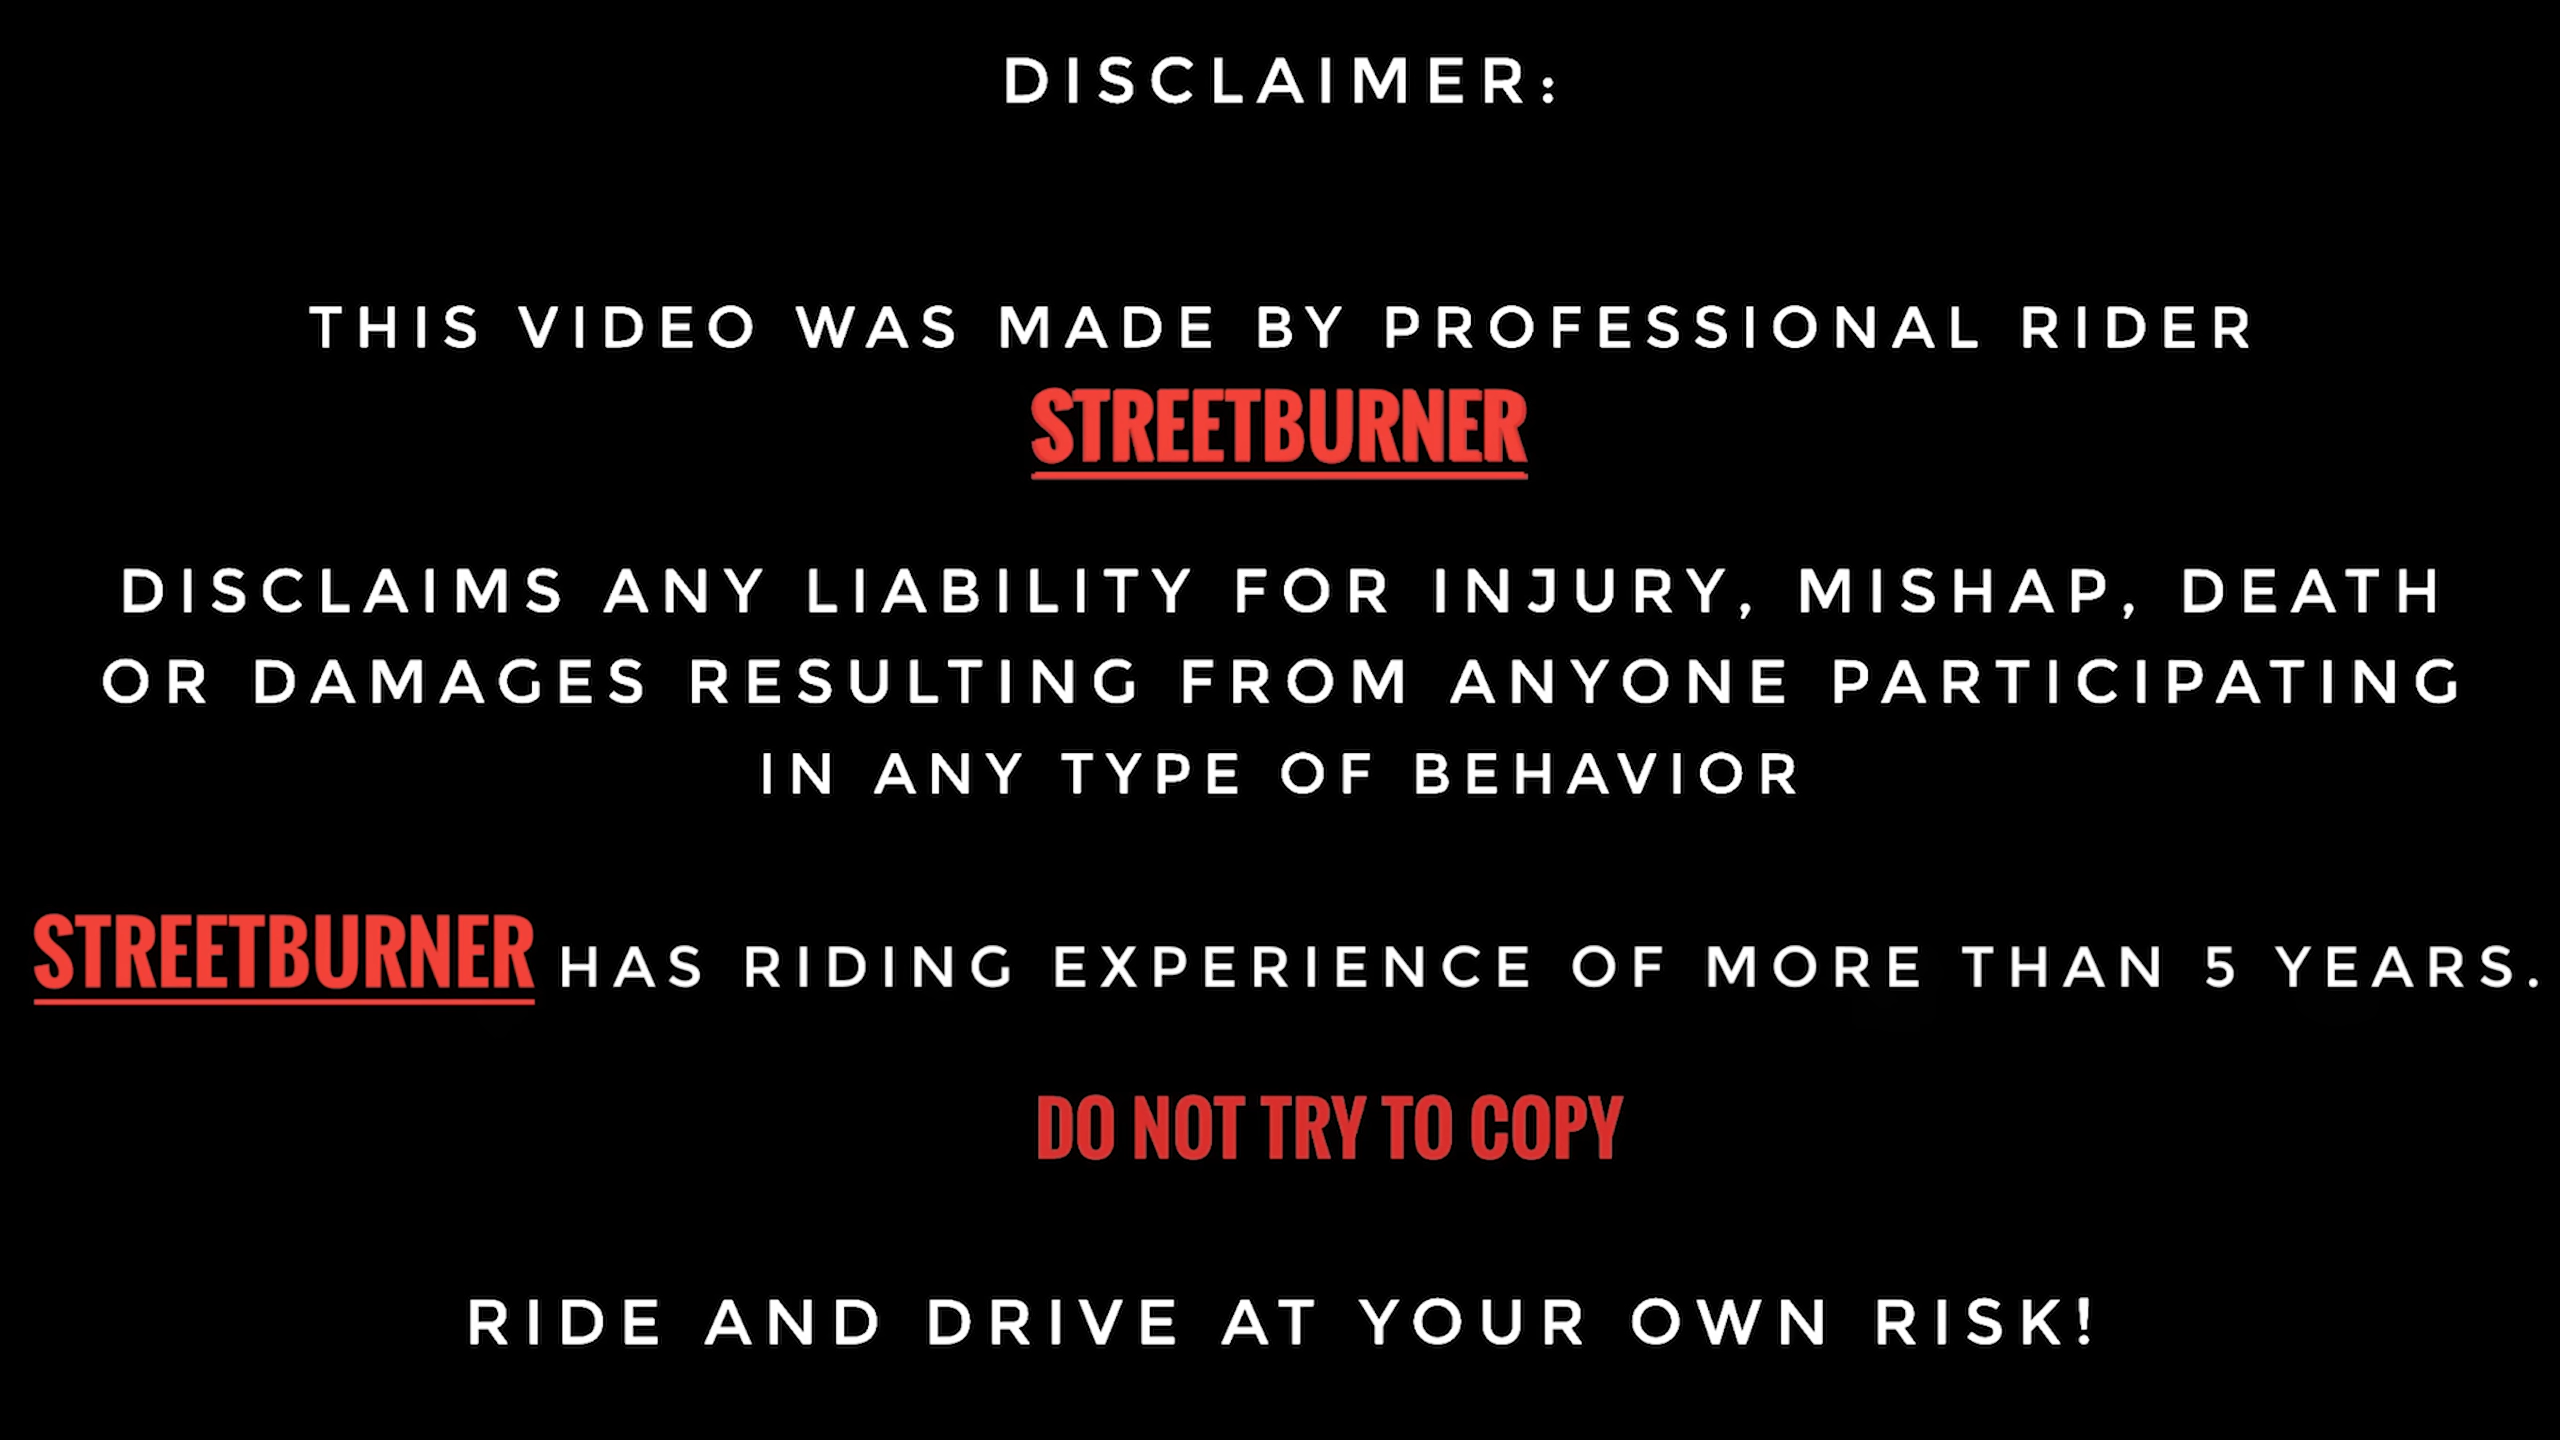 DISCLAIMER:
THIS VIDEO WAS MADE BY PROFESSIONAL RIDER
STREETBURNER
DISCLAIMS ANY LIABILITY FOR INJURY, MISHAP, DEATH
OR DAMAGES RESULTING FROM ANYONE PARTICIPATING
IN ANY TYPE OF BEHAVIOR
STREETBURNER HAS RIDING EXPERIENCE OF MORE THAN 5 YEARS.
DO NOT TRY TO COPY
RIDE AND DRIVE AT YOUR OWN RISK!